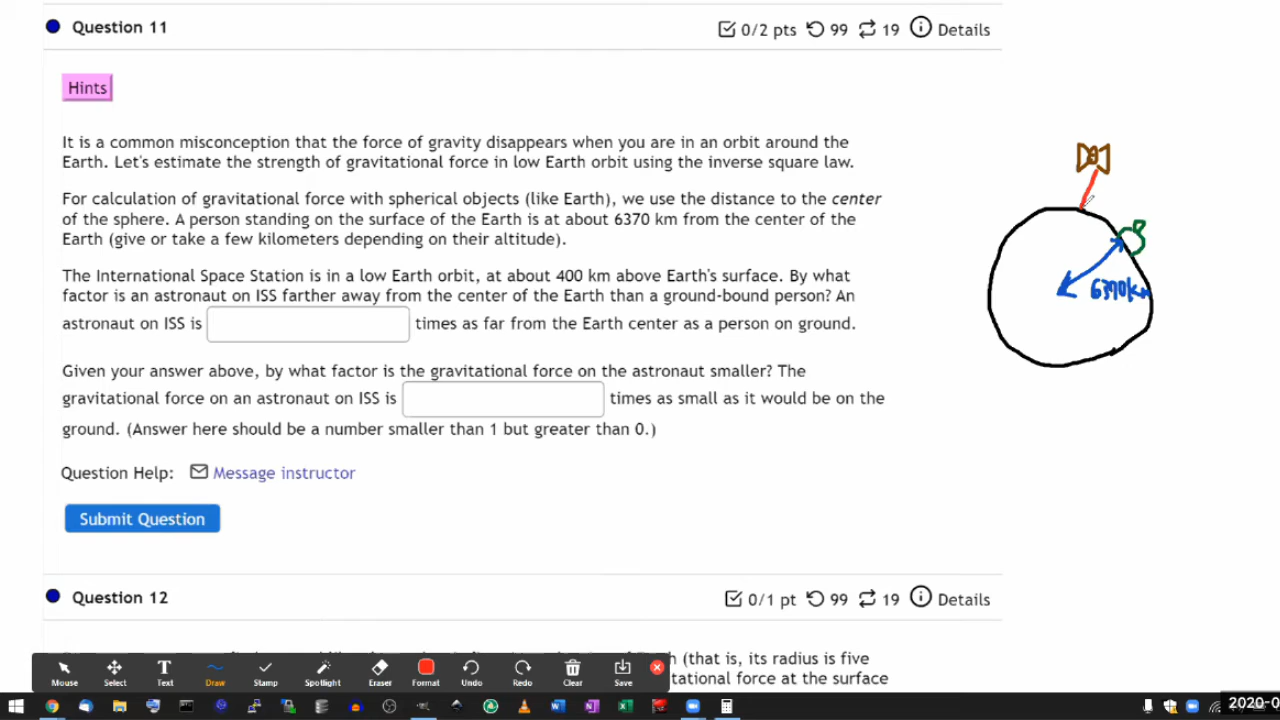 Question 11
0/2 pts 99 19 Details
Hints
It is a common misconception that the force of gravity disappears when you are in an orbit around the
Earth. Let's estimate the strength of gravitational force in low Earth orbit using the inverse square law.
For calculation of gravitational force with spherical objects (like Earth), we use the distance to the center
of the sphere. A person standing on the surface of the Earth is at about 6370 km from the center of the
Earth (give or take a few kilometers depending on their altitude).
The International Space Station is in a low Earth orbit, at about 400 km above Earth's surface. By what
factor is an astronaut on ISS farther away from the center of the Earth than a ground-bound person? An
astronaut on ISS is times as far from the Earth center as a person on ground.
Given your answer above, by what factor is the gravitational force on the astronaut smaller? The
gravitational force on an astronaut on ISS is times as small as it would be on the
ground. (Answer here should be a number smaller than 1 but greater than 0.)
Question Help: Message instructor
Submit Question
6370km
Question 12
0/1 pt 99 19 Details
(that is, its radius is five
tational force at the surface
Mouse Select Text Draw Stamp Spotlight Eraser Format Undo Redo Clear Save
2020-0